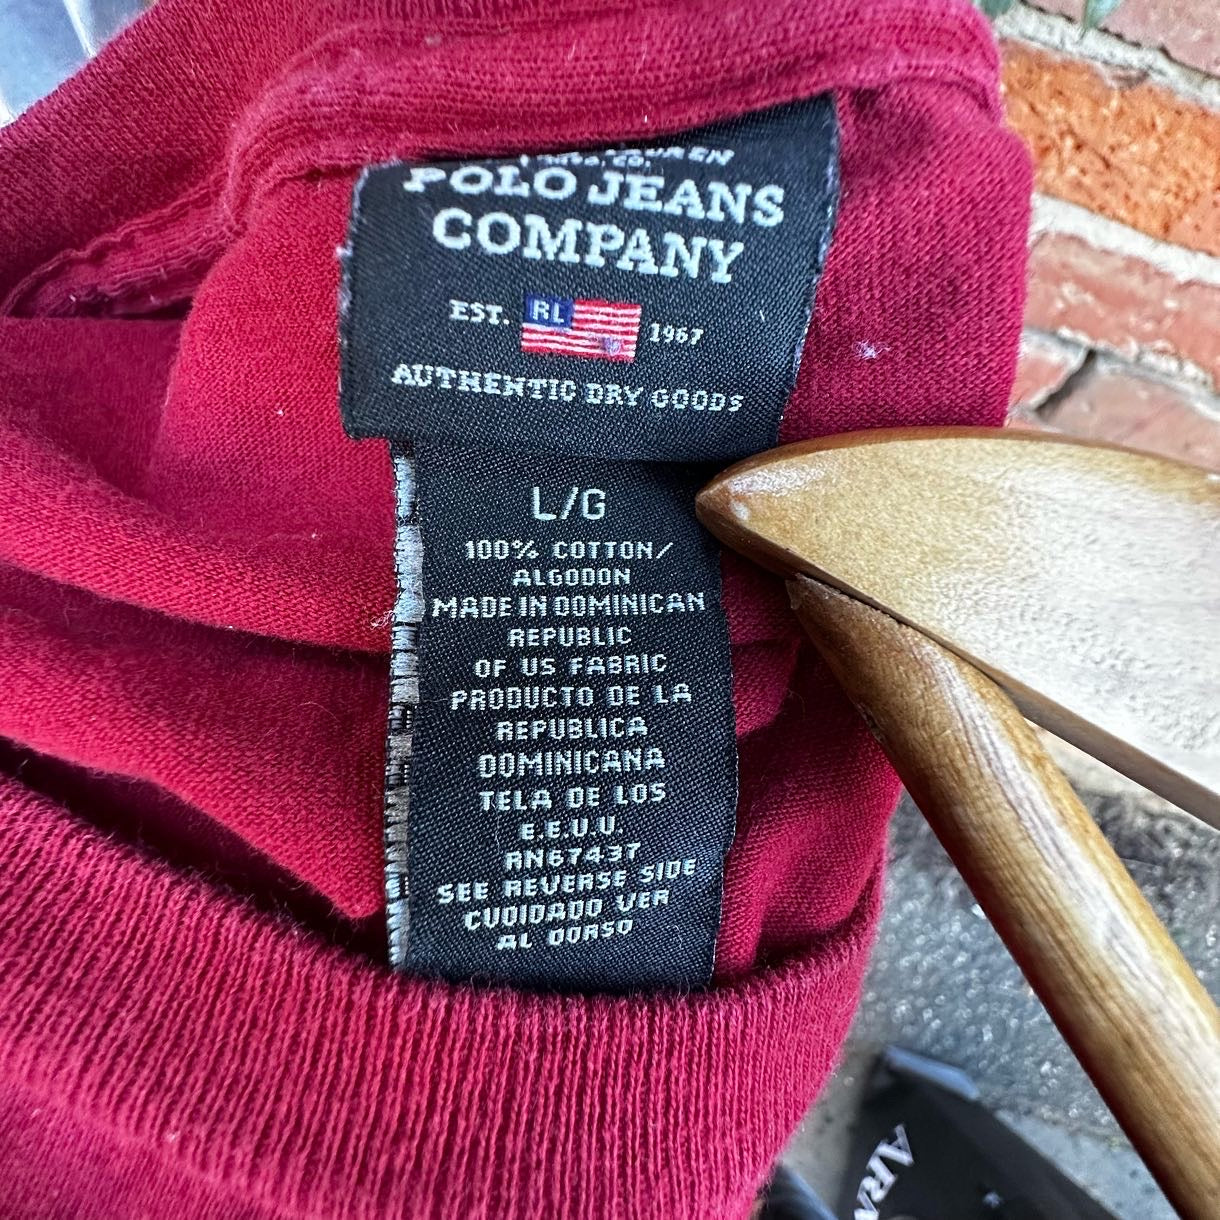 POLO JEANS
COMPANY
EST. RL 1967
AUTHENTIC DRY GOODS
L/G
100% COTTON/
ALGODON
MADE IN DOMINICAN
REPUBLIC
OF US FABRIC
PRODUCTO DE LA
REPUBLICA
DOMINICANA
TELA DE LOS
E.E.U.U.
RN67437
SEE REVERSE SIDE
CUOIDADO VER
AL DORSO